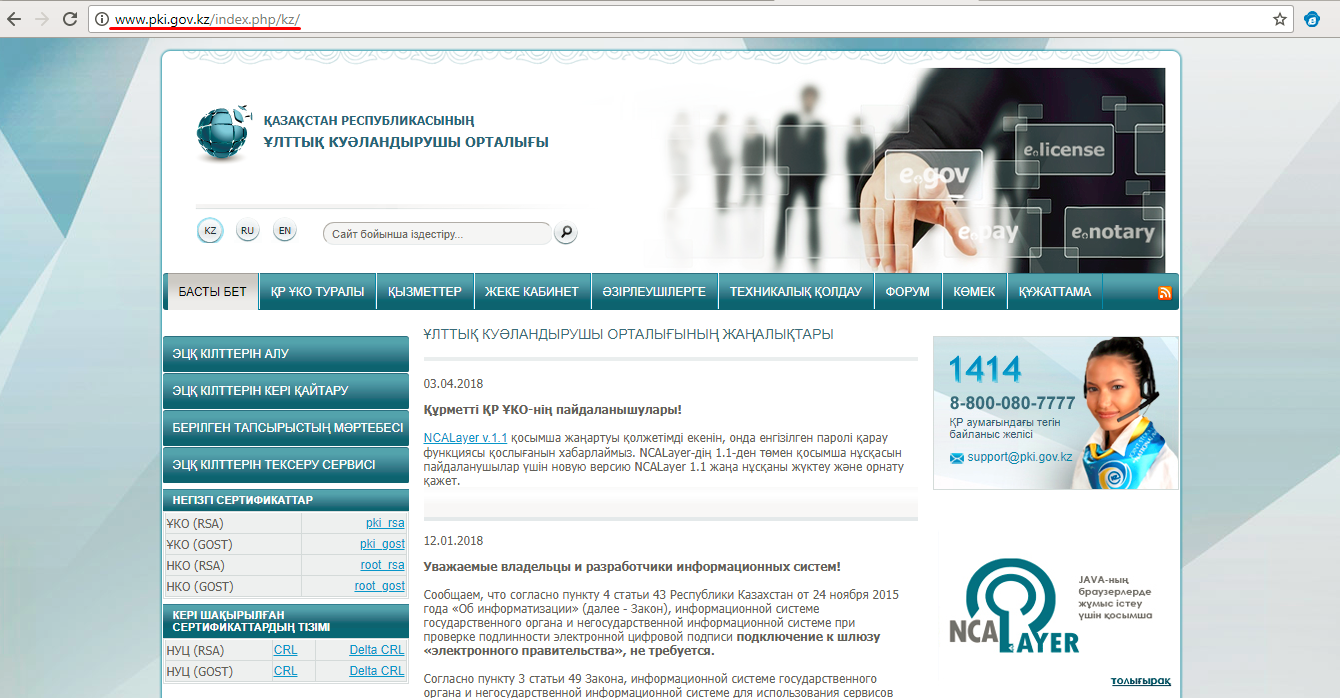 www.pki.gov.kz/index.php/kz/
ҚАЗАҚСТАН РЕСПУБЛИКАСЫНЫҢ
ҰЛТТЫҚ КУӘЛАНДЫРУШЫ ОРТАЛЫҒЫ
e.license
e.gov
e.pay
e.notary
KZ
RU
EN
Сайт бойынша іздестіру...
БАСТЫ БЕТ
ҚР ҰКО ТУРАЛЫ
ҚЫЗМЕТТЕР
ЖЕКЕ КАБИНЕТ
ӘЗІРЛЕУШІЛЕРГЕ
ТЕХНИКАЛЫҚ ҚОЛДАУ
ФОРУМ
КӨМЕК
ҚҰЖАТТАМА
ЭЦҚ КІЛТТЕРІН АЛУ
ЭЦҚ КІЛТТЕРІН КЕРІ ҚАЙТАРУ
БЕРІЛГЕН ТАПСЫРЫСТЫҢ МӘРТЕБЕСІ
ЭЦҚ КІЛТТЕРІН ТЕКСЕРУ СЕРВИСІ
НЕГІЗГІ СЕРТИФИКАТТАР
ҰКО (RSA) pki_rsa
ҰКО (GOST) pki_gost
НКО (RSA) root_rsa
НКО (GOST) root_gost
КЕРІ ШАҚЫРЫЛҒАН
СЕРТИФИКАТТАРДЫҢ ТІЗІМІ
НУЦ (RSA) CRL Delta CRL
НУЦ (GOST) CRL Delta CRL
ҰЛТТЫҚ КУӘЛАНДЫРУШЫ ОРТАЛЫҒЫНЫҢ ЖАҢАЛЫҚТАРЫ
03.04.2018
Құрметті ҚР ҰКО-нің пайдаланышулары!
NCALayer v.1.1 қосымша жаңартуы қолжетімді екенін, онда енгізілген паролі қарау
функциясы қослығанын хабарлаймыз. NCALayer-дің 1.1-ден төмен қосымша нұсқасын
пайдаланушылар үшін новую версию NCALayer 1.1 жаңа нұсқаны жүктеу және орнату
қажет.
12.01.2018
Уважаемые владельцы и разработчики информационных систем!
Сообщаем, что согласно пункту 4 статьи 43 Республики Казахстан от 24 ноября 2015
года «Об информатизации» (далее - Закон), информационной системе
государственного органа и негосударственной информационной системе при
проверке подлинности электронной цифровой подписи подключение к шлюзу
«электронного правительства», не требуется.
Согласно пункту 3 статьи 49 Закона, информационной системе государственного
органа и негосударственной информационной системе для использования сервисов
1414
8-800-080-7777
ҚР аумағындағы тегін
байланыс желісі
support@pki.gov.kz
NCALAYER
JAVA-ның
браузерлерде
жұмыс істеу
үшін қосымша
толығырақ